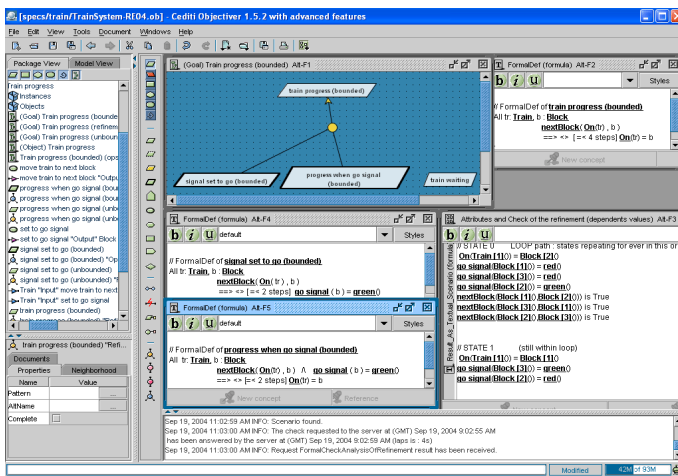 [specs/train/TrainSystem-RE04.ob] - Cediti Objectiver 1.5.2 with advanced features
File Edit View Tools Document Windows Help
Package View Model View
Train progress
Instances
Objects
(Goal) Train progress (bounde
(Goal) Train progress (refinem
(Goal) Train progress (unboun
(Object) Train progress
Train progress (bounded) (ops
move train to next block
move train to next block "Outpu
progress when go signal (boun
progress when go signal (bou
progress when go signal (unbo
progress when go signal (unbo
set to go signal
set to go signal "Output" Block
signal set to go (bounded)
signal set to go (bounded) "Op
signal set to go (unbounded)
signal set to go (unbounded) "F
Train "Input" move train to next
Train "Input" set to go signal
train progress (bounded)
train progress (bounded) "Refi...
Documents
Properties Neighborhood
Name Value
Pattern ...
AltName ...
Complete
(Goal) Train progress (bounded) Alt-F1
train progress (bounded)
signal set to go (bounded)
progress when go signal
(bounded)
train waiting
FormalDef (formula) Alt-F2
b i u Styles
// FormalDef of train progress (bounded)
All tr: Train, b : Block
nextBlock( On(tr) , b )
==> <> [=< 4 steps] On(tr) = b
New concept
FormalDef (formula) Alt-F4
b i u default Styles
// FormalDef of signal set to go (bounded)
All tr: Train, b : Block
nextBlock( On( tr ) , b )
==> <> [=< 2 steps] go signal ( b ) = green()
FormalDef (formula) Alt-F5
b i u default Styles
// FormalDef of progress when go signal (bounded)
All tr: Train, b : Block
nextBlock( On(tr) , b ) /\ go signal ( b ) = green()
==> <> [=< 2 steps] On(tr) = b
New concept Reference
Attributes and Check of the refinement (dependents values) Alt-F3
b i u Styles
Result_As_Textual_Scenario (formula
// STATE 0 LOOP path : states repeating for ever in this or
On(Train [1]()) = Block [2]()
go signal(Block [1]()) = red()
go signal(Block [3]()) = red()
go signal(Block [2]()) = green()
nextBlock(Block [1](),Block [2]()) is True
nextBlock(Block [3](),Block [1]()) is True
nextBlock(Block [2](),Block [3]()) is True
// STATE 1 (still within loop)
On(Train [1]()) = Block [1]()
go signal(Block [3]()) = green()
go signal(Block [2]()) = red()
Sep 19, 2004 11:02:59 AM INFO: Scenario found.
Sep 19, 2004 11:03:00 AM INFO: The check requested to the server at (GMT) Sep 19, 2004 9:02:55 AM
has been answered by the server at (GMT) Sep 19, 2004 9:02:59 AM (laps is : 4s)
Sep 19, 2004 11:03:00 AM INFO: Request FormalCheckAnalysisOfRefinement result has been received.
Modified 42M of 93M